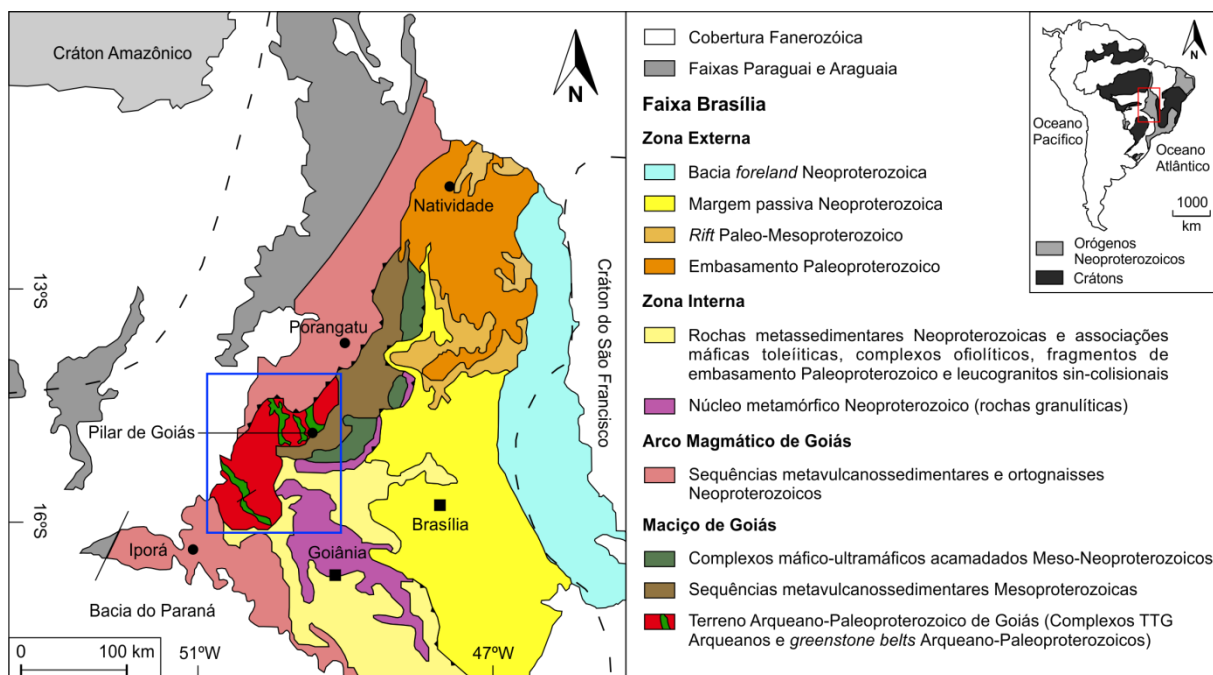 Cráton Amazônico
N
Natividade
13ºS
Porangatu
Cráton do São Francisco
Pilar de Goiás
16ºS
Brasília
Iporá
Goiânia
Bacia do Paraná
0 100 km
51ºW
47ºW
Cobertura Fanerozóica
Faixas Paraguai e Araguaia
Faixa Brasília
Zona Externa
Bacia foreland Neoproterozoica
Margem passiva Neoproterozoica
Rift Paleo-Mesoproterozoico
Embasamento Paleoproterozoico
Zona Interna
Rochas metassedimentares Neoproterozoicas e associações
máficas toleíiticas, complexos ofiolíticos, fragmentos de
embasamento Paleoproterozoico e leucogranitos sin-colisionais
Núcleo metamórfico Neoproterozoico (rochas granulíticas)
Arco Magmático de Goiás
Sequências metavulcanossedimentares e ortognaisses
Neoproterozoicos
Maciço de Goiás
Complexos máfico-ultramáficos acamadados Meso-Neoproterozoicos
Sequências metavulcanossedimentares Mesoproterozoicas
Terreno Arqueano-Paleoproterozoico de Goiás (Complexos TTG
Arqueanos e greenstone belts Arqueano-Paleoproterozoicos)
N
Oceano
Pacífico
Oceano
Atlântico
1000
km
Orógenos
Neoproterozoicos
Crátons